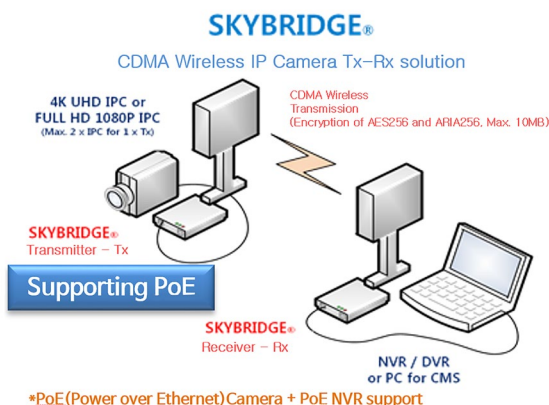 SKYBRIDGE®
CDMA Wireless IP Camera Tx-Rx solution
4K UHD IPC or
FULL HD 1080P IPC
(Max. 2 x IPC for 1 x Tx)
CDMA Wireless
Transmission
(Encryption of AES256 and ARIA256, Max. 10MB)
SKYBRIDGE®
Transmitter - Tx
Supporting PoE
SKYBRIDGE®
Receiver - Rx
NVR / DVR
or PC for CMS
*PoE(Power over Ethernet)Camera + PoE NVR support